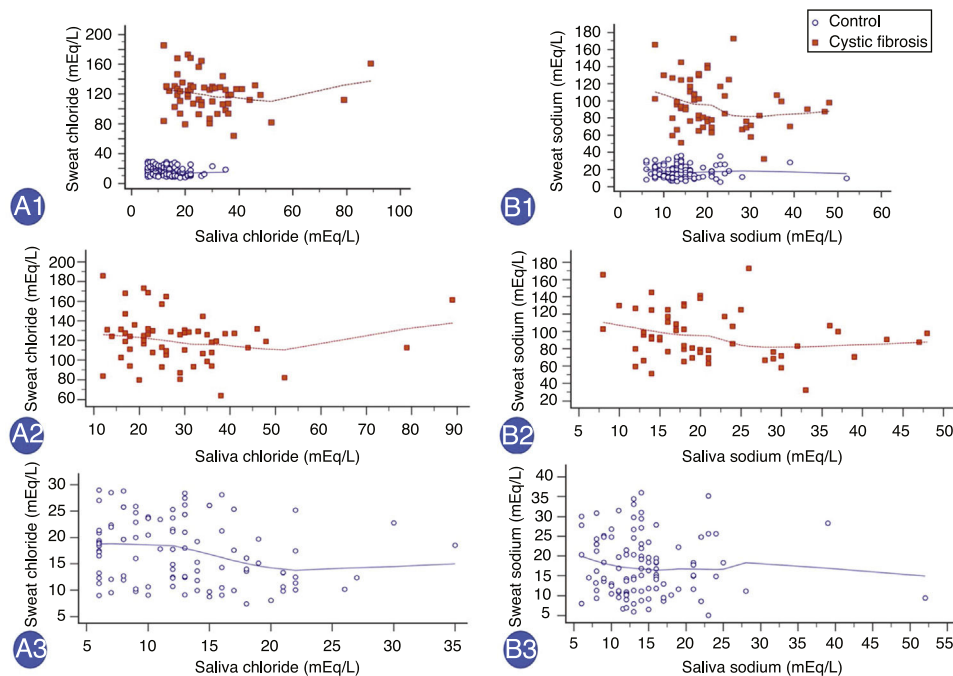 Control
Cystic fibrosis
A1
Sweat chloride (mEq/L)
200
160
120
80
40
0
0 20 40 60 80 100
Saliva chloride (mEq/L)
B1
Sweat sodium (mEq/L)
180
160
140
120
100
80
60
40
20
0
0 10 20 30 40 50 60
Saliva sodium (mEq/L)
A2
Sweat chloride (mEq/L)
200
180
160
140
120
100
80
60
10 20 30 40 50 60 70 80 90
Saliva chloride (mEq/L)
B2
Sweat sodium (mEq/L)
180
160
140
120
100
80
60
40
20
5 10 15 20 25 30 35 40 45 50
Saliva sodium (mEq/L)
A3
Sweat chloride (mEq/L)
30
25
20
15
10
5
5 10 15 20 25 30 35
Saliva chloride (mEq/L)
B3
Sweat sodium (mEq/L)
40
35
30
25
20
15
10
5
5 10 15 20 25 30 35 40 45 50 55
Saliva sodium (mEq/L)